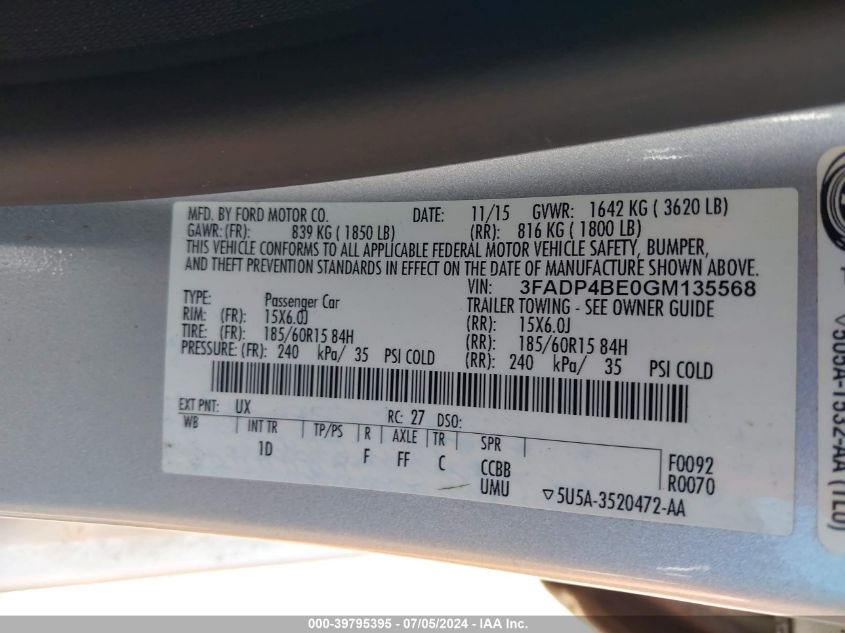 MFD. BY FORD MOTOR CO. DATE: 11/15 GVWR: 1642 KG ( 3620 LB)
GAWR: (FR): 839 KG ( 1850 LB) (RR): 816 KG ( 1800 LB)
THIS VEHICLE CONFORMS TO ALL APPLICABLE FEDERAL MOTOR VEHICLE SAFETY, BUMPER,
AND THEFT PREVENTION STANDARDS IN EFFECT ON THE DATE OF MANUFACTURE SHOWN ABOVE.
VIN: 3FADP4BE0GM135568
TYPE: Passenger Car TRAILER TOWING - SEE OWNER GUIDE
RIM: (FR): 15X6.0J (RR): 15X6.0J
TIRE: (FR): 185/60R15 84H (RR): 185/60R15 84H
PRESSURE: (FR): 240 kPa/ 35 PSI COLD (RR): 240 kPa/ 35 PSI COLD
EXT PNT: UX RC: 27 DSO:
WB INT TR TP/PS R AXLE TR SPR
1D F FF C CCBB F0092
UMU R0070
▽5U5A-3520472-AA
▽5U5A-1532-AA (TLO)
000-39795395 - 07/05/2024 - IAA Inc.